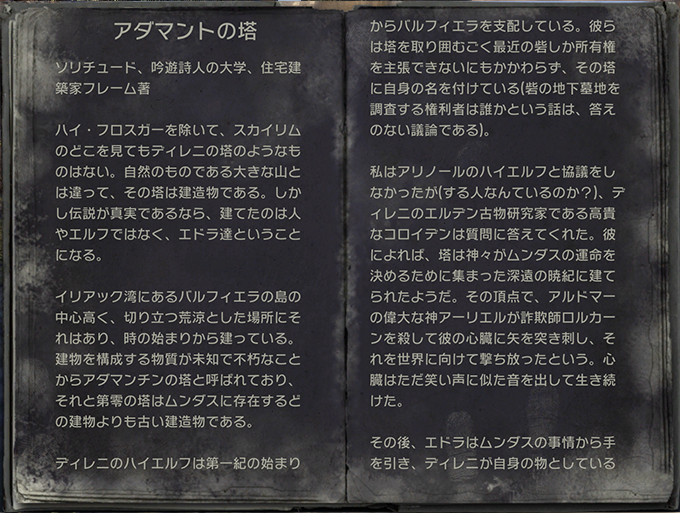 アダマントの塔
ソリチュード、吟遊詩人の大学、住宅建
築家フレーム著
ハイ・フロスガーを除いて、スカイリム
のどこを見てもディレニの塔のようなも
のはない。自然のものである大きな山と
は違って、その塔は建造物である。しか
し伝説が真実であるなら、建てたのは人
やエルフではなく、エドラ達ということ
になる。
イリアック湾にあるバルフィエラの島の
中心高く、切り立つ荒涼とした場所にそ
れはあり、時の始まりから建っている。
建物を構成する物質が未知で不朽なこと
からアダマンチンの塔と呼ばれており、
それと第零の塔はムンダスに存在するど
の建物よりも古い建造物である。
ディレニのハイエルフは第一紀の始まり
からバルフィエラを支配している。彼ら
は塔を取り囲むごく最近の砦しか所有権
を主張できないにもかかわらず、その塔
に自身の名を付けている(砦の地下墓地を
調査する権利者は誰かという話は、答え
のない議論である)。
私はアリノールのハイエルフと協議をし
なかったが(する人なんているのか?)、デ
ィレニのエルデン古物研究家である高貴
なコロイデンは質問に答えてくれた。彼
によれば、塔は神々がムンダスの運命を
決めるために集まった深遠の暁紀に建て
られたようだ。その頂点で、アルドマー
の偉大な神アーリエルが詐欺師ロルカー
ンを殺して彼の心臓に矢を突き刺し、そ
れを世界に向けて撃ち放ったという。心
臓はただ笑い声に似た音を出して生き続
けた。
その後、エドラはムンダスの事情から手
を引き、ディレニが自身の物としている